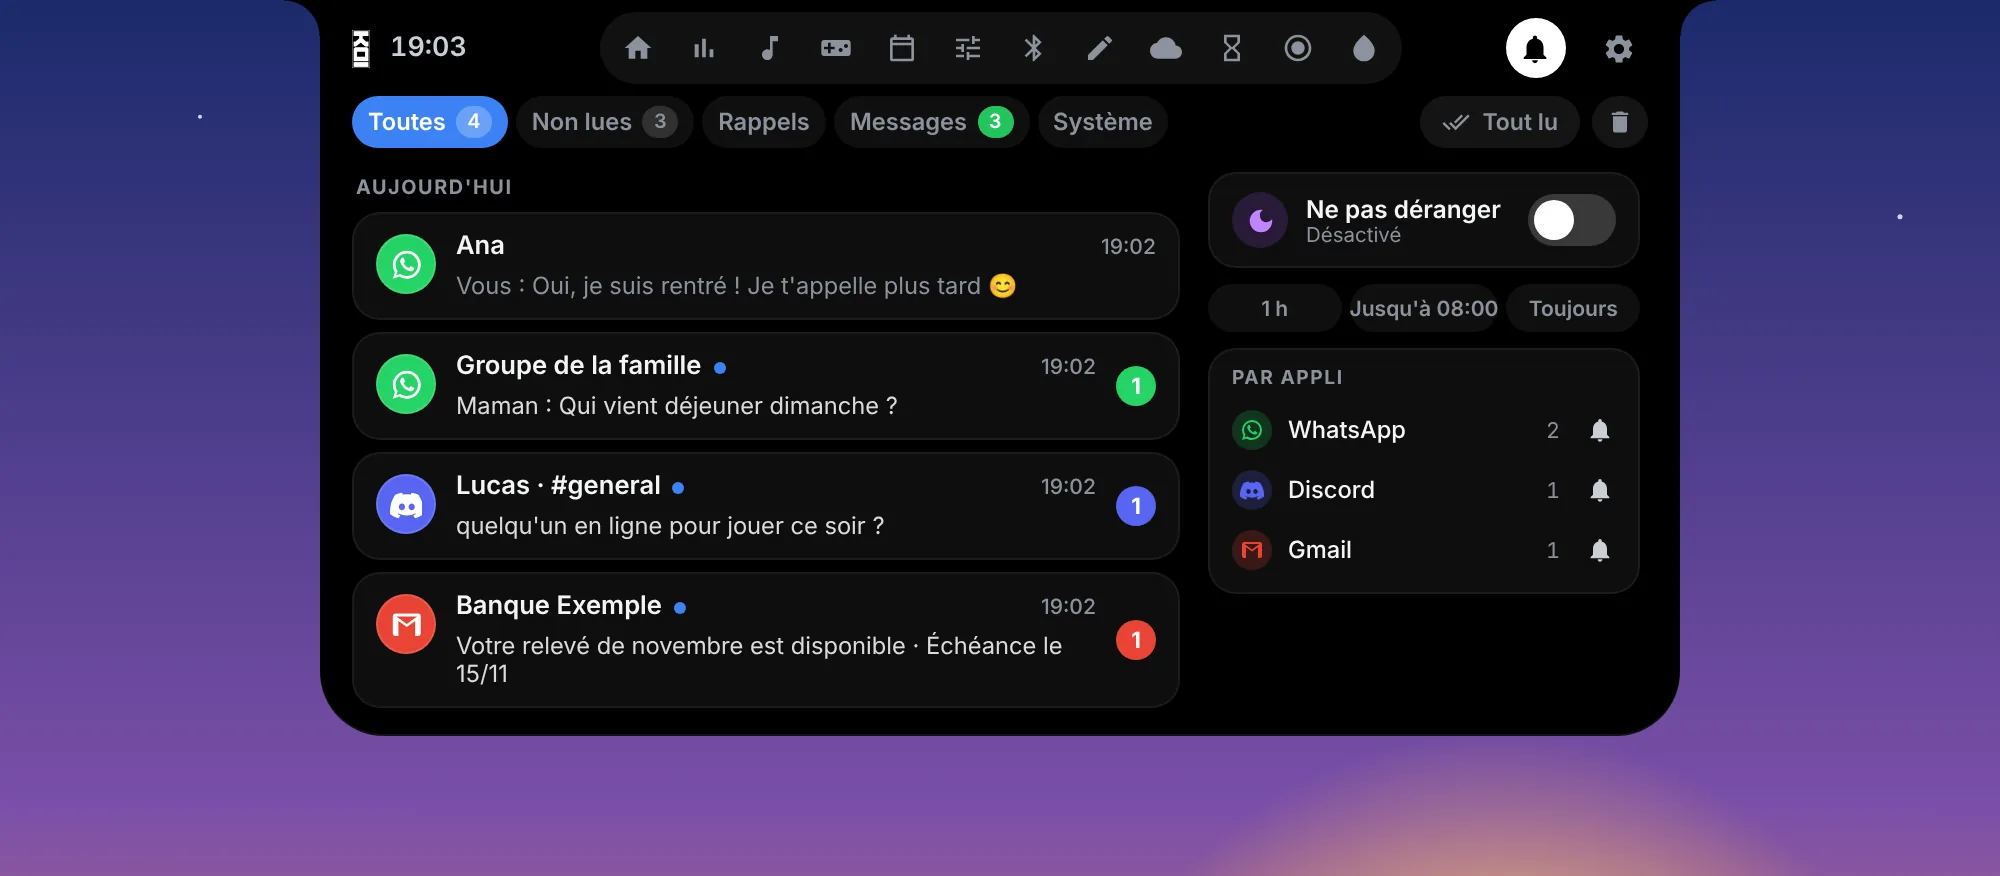 19:03
Toutes 4
Non lues 3
Rappels
Messages 3
Système
Tout lu
AUJOURD'HUI
Ana
19:02
Vous : Oui, je suis rentré ! Je t'appelle plus tard 😊
Groupe de la famille
19:02
Maman : Qui vient déjeuner dimanche ?
1
Lucas · #general
19:02
quelqu'un en ligne pour jouer ce soir ?
1
Banque Exemple
19:02
Votre relevé de novembre est disponible · Échéance le
15/11
1
Ne pas déranger
Désactivé
1 h
Jusqu'à 08:00
Toujours
PAR APPLI
WhatsApp 2
Discord 1
Gmail 1